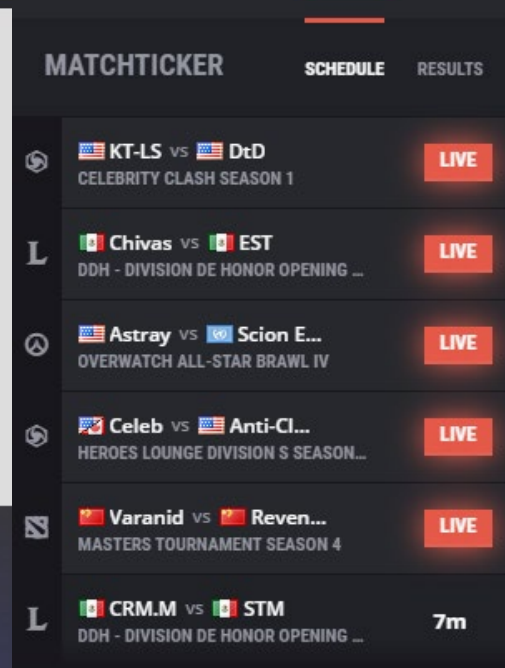 MATCHTICKER SCHEDULE RESULTS
KT-LS vs DtD LIVE
CELEBRITY CLASH SEASON 1
L Chivas vs EST LIVE
DDH - DIVISION DE HONOR OPENING ...
Astray vs Scion E... LIVE
OVERWATCH ALL-STAR BRAWL IV
Celeb vs Anti-Cl... LIVE
HEROES LOUNGE DIVISION S SEASON...
Varanid vs Reven... LIVE
MASTERS TOURNAMENT SEASON 4
L CRM.M vs STM 7m
DDH - DIVISION DE HONOR OPENING ...